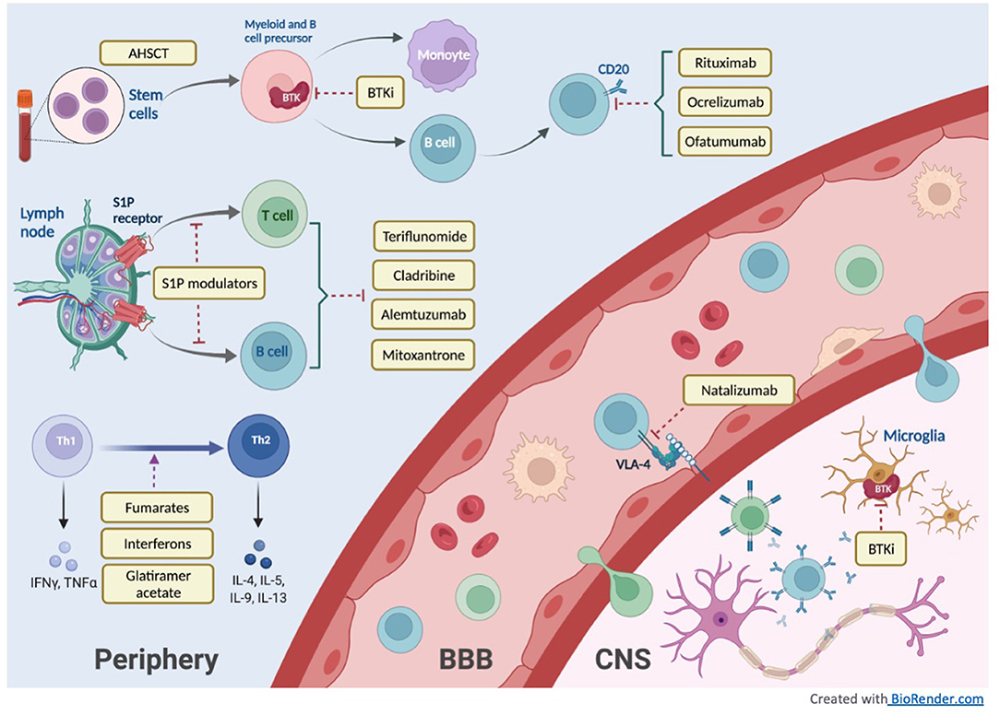 AHSCT
Stem
cells
Myeloid and B
cell precursor
BTK
BTKi
Monoyte
B cell
CD20
Rituximab
Ocrelizumab
Ofatumumab
Lymph
node
S1P
receptor
S1P modulators
T cell
B cell
Teriflunomide
Cladribine
Alemtuzumab
Mitoxantrone
Th1
Th2
Fumarates
Interferons
Glatiramer
acetate
IFNγ, TNFα
IL-4, IL-5,
IL-9, IL-13
Natalizumab
VLA-4
Microglia
BTK
BTKi
Periphery
BBB
CNS
Created with BioRender.com